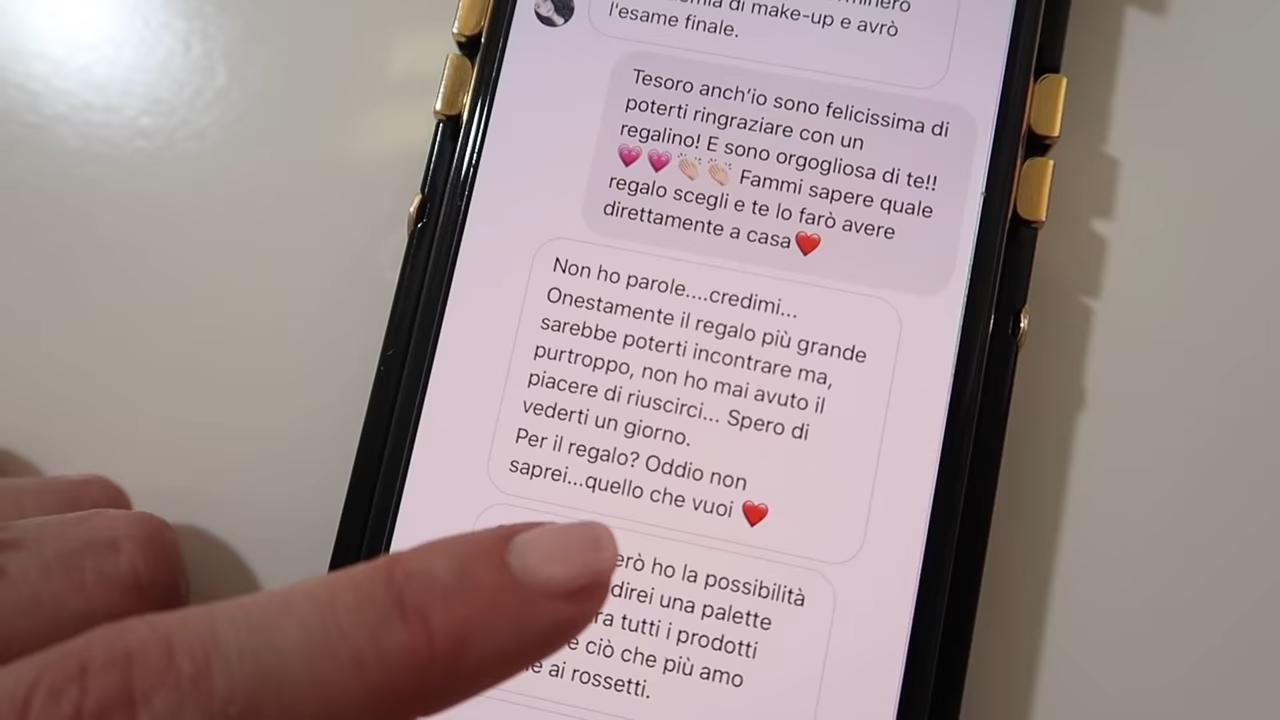 di make-up e avrò
l'esame finale.
Tesoro anch'io sono felicissima di
poterti ringraziare con un
regalino! E sono orgogliosa di te!!
💗💗👏🏻👏🏻 Fammi sapere quale
regalo scegli e te lo farò avere
direttamente a casa❤️
Non ho parole....credimi...
Onestamente il regalo più grande
sarebbe poterti incontrare ma,
purtroppo, non ho mai avuto il
piacere di riuscirci... Spero di
vederti un giorno.
Per il regalo? Oddio non
saprei...quello che vuoi ❤️
ho la possibilità
direi una palette
tutti i prodotti
ciò che più amo
ai rossetti.